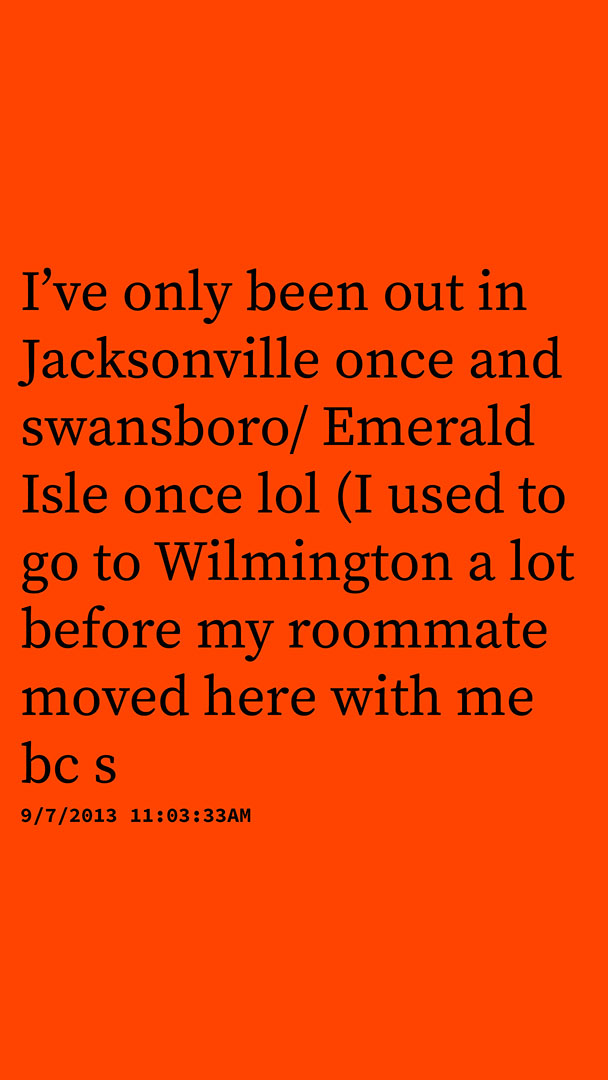 I’ve only been out in
Jacksonville once and
swansboro/ Emerald
Isle once lol (I used to
go to Wilmington a lot
before my roommate
moved here with me
bc s
9/7/2013 11:03:33AM